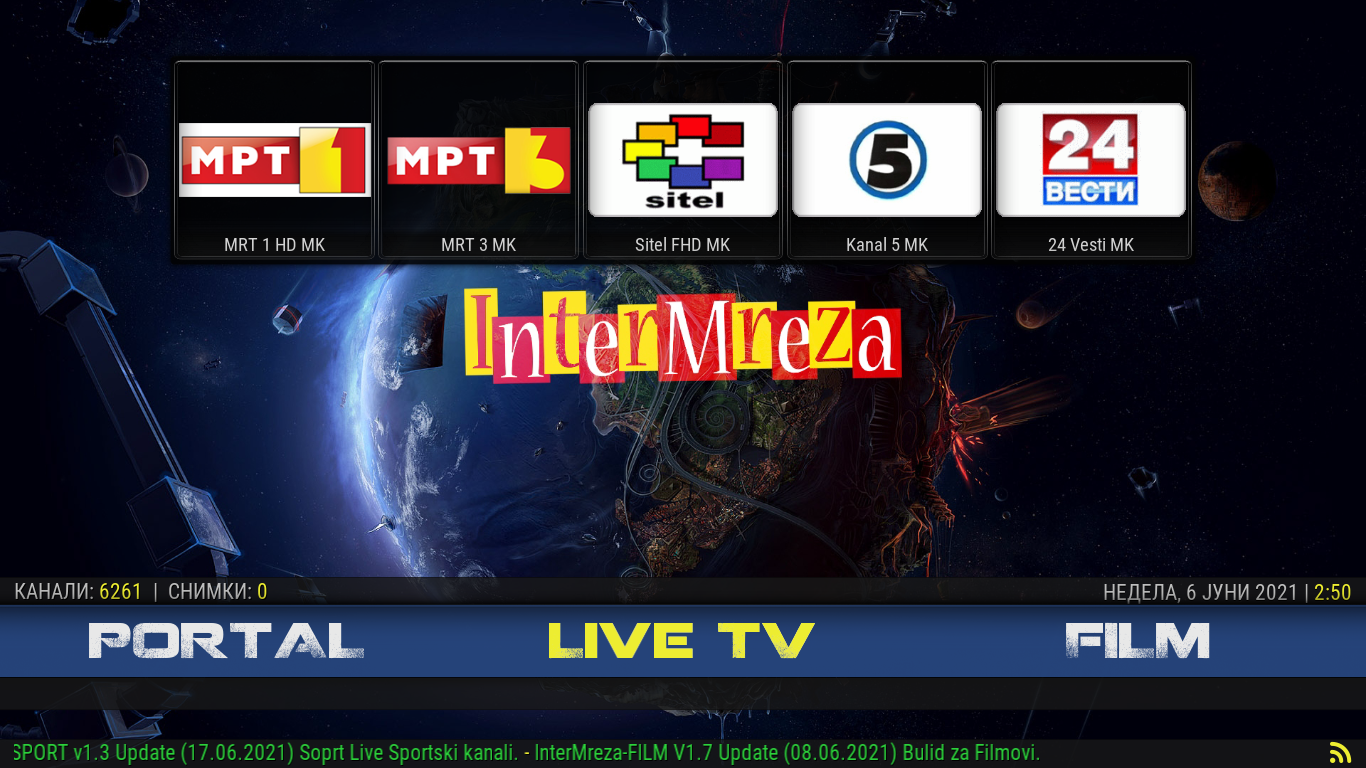 МРТ 1
МРТ 3
sitel
5
24
ВЕСТИ
MRT 1 HD MK
MRT 3 MK
Sitel FHD MK
Kanal 5 MK
24 Vesti MK
InterMreza
КАНАЛИ: 6261 | СНИМКИ: 0
НЕДЕЛА, 6 ЈУНИ 2021 | 2:50
PORTAL
LIVE TV
FILM
SPORT v1.3 Update (17.06.2021) Soprt Live Sportski kanali. - InterMreza-FILM V1.7 Update (08.06.2021) Bulid za Filmovi.